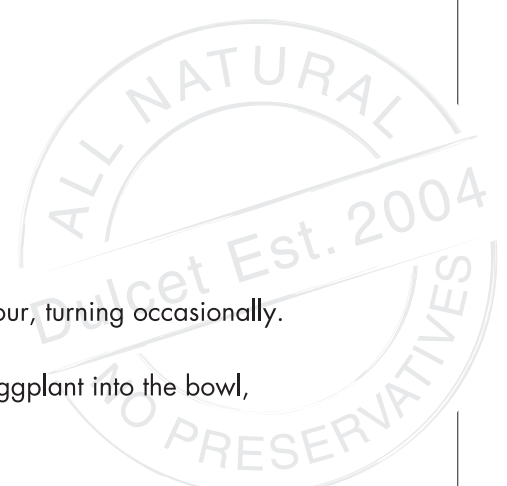 ALL NATURAL
Dulcet Est. 2004
our, turning occasionally.
ggplant into the bowl,
NO PRESERVATIVES